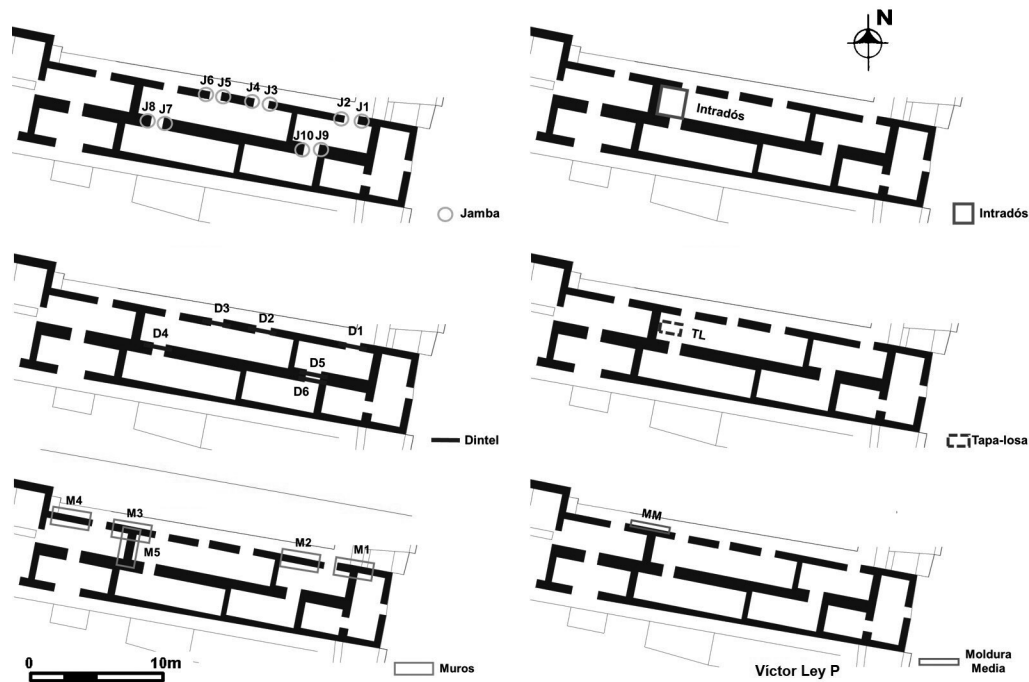 N
J6 J5 J4 J3
J2 J1
J8 J7
J10 J9
Jamba
Intradós
Intradós
D3 D2
D1
D4
D5
D6
Dintel
TL
Tapa-losa
M4 M3
M5
M2 M1
0 10m
Muros
MM
Victor Ley P
Moldura
Media